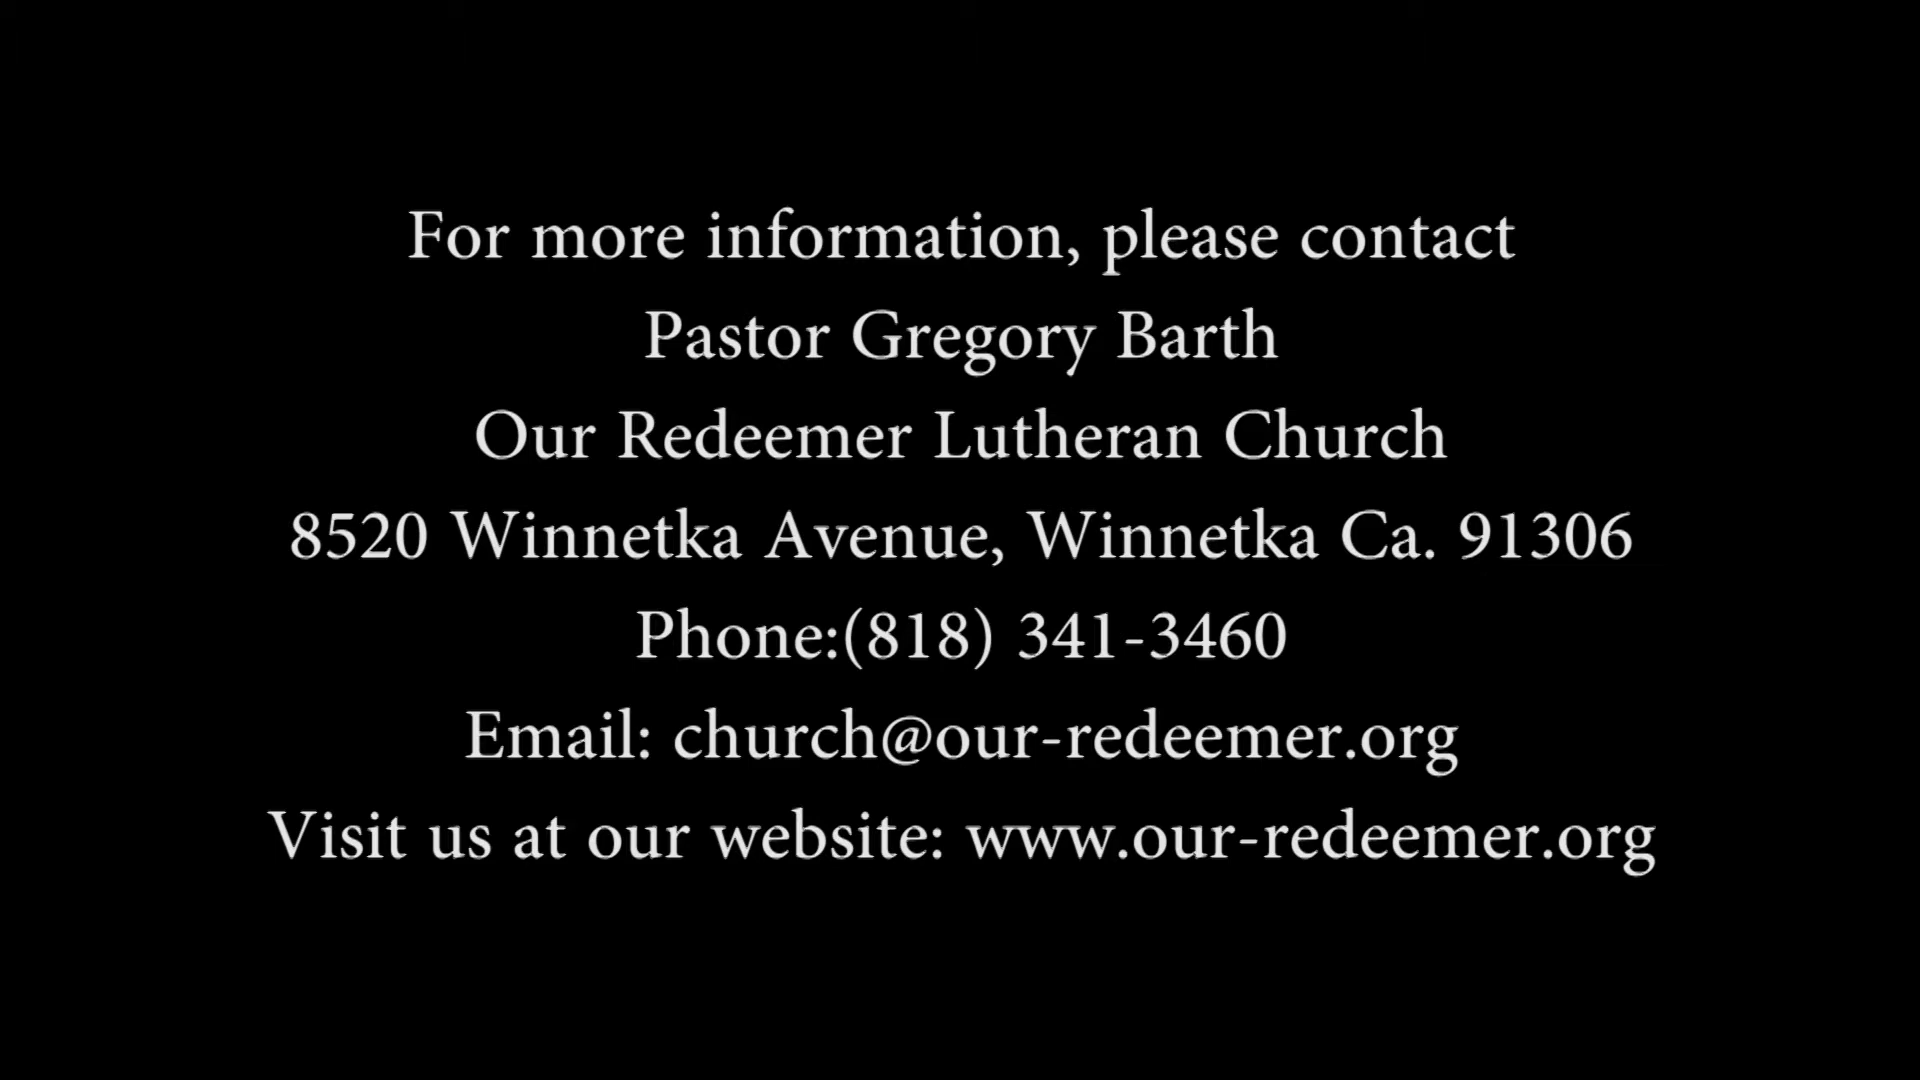 For more information, please contact
Pastor Gregory Barth
Our Redeemer Lutheran Church
8520 Winnetka Avenue, Winnetka Ca. 91306
Phone:(818) 341-3460
Email: church@our-redeemer.org
Visit us at our website: www.our-redeemer.org